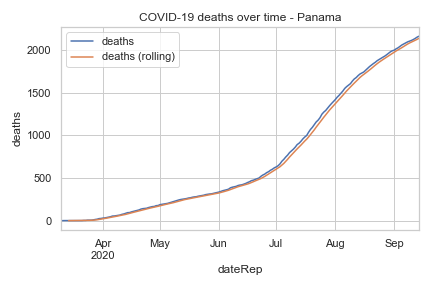 COVID-19 deaths over time - Panama
deaths
deaths (rolling)
2000
1500
1000
500
0
deaths
Apr
2020
May
Jun
Jul
Aug
Sep
dateRep